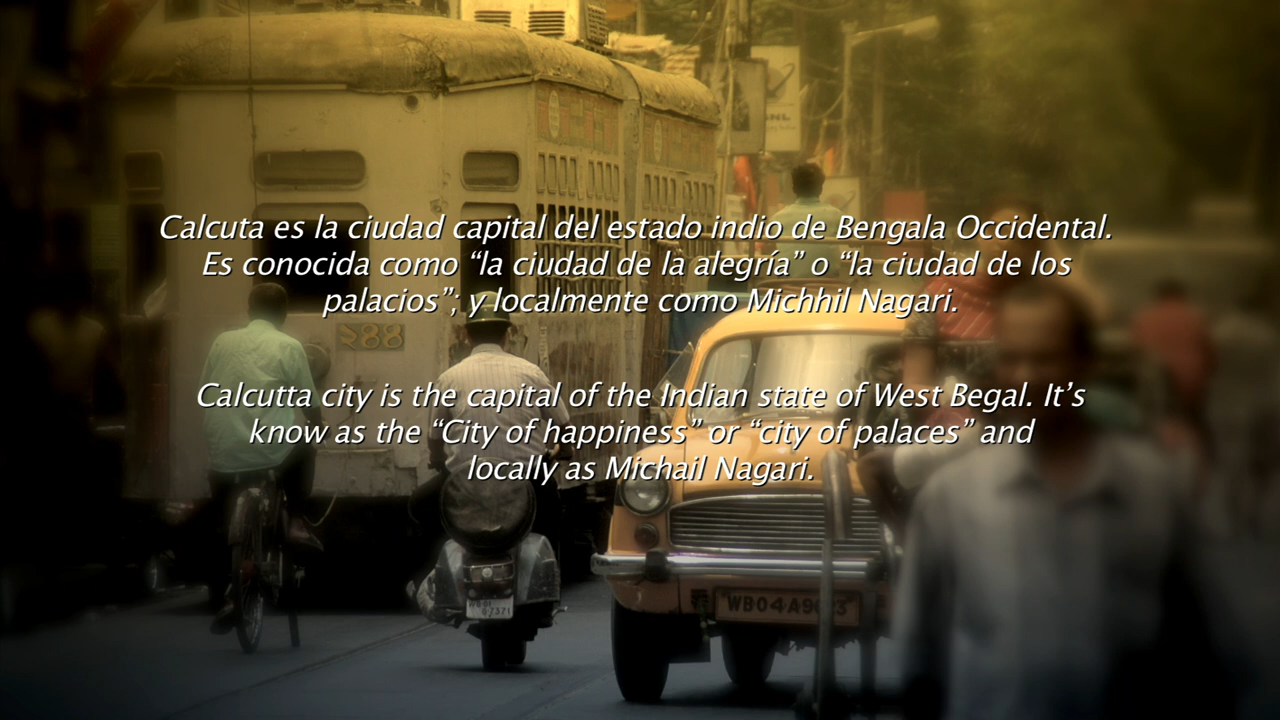 Calcuta es la ciudad capital del estado indio de Bengala Occidental.
Es conocida como “la ciudad de la alegría” o “la ciudad de los
palacios”; y localmente como Michhil Nagari.
২৪৪
Calcutta city is the capital of the Indian state of West Begal. It’s
know as the “City of happiness” or “city of palaces” and
locally as Michail Nagari.